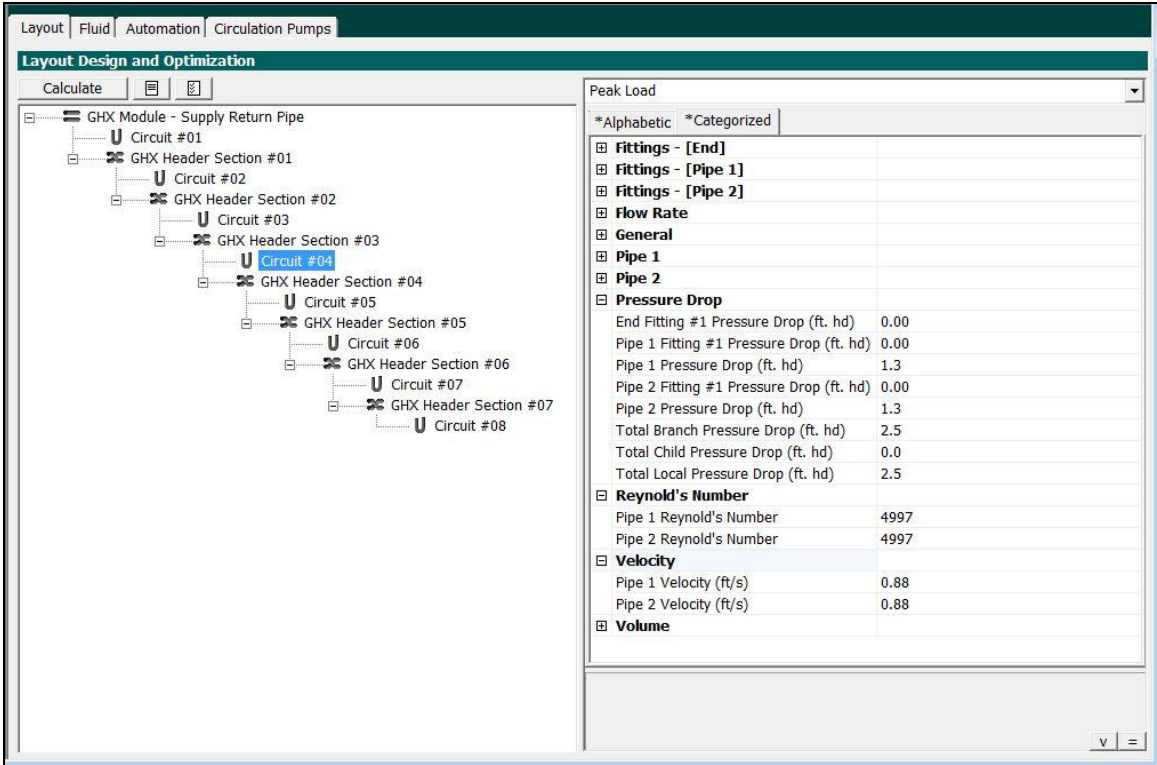 Layout Fluid Automation Circulation Pumps
Layout Design and Optimization
Calculate
GHX Module - Supply Return Pipe
Circuit #01
GHX Header Section #01
Circuit #02
GHX Header Section #02
Circuit #03
GHX Header Section #03
Circuit #04
GHX Header Section #04
Circuit #05
GHX Header Section #05
Circuit #06
GHX Header Section #06
Circuit #07
GHX Header Section #07
Circuit #08
Peak Load
*Alphabetic *Categorized
Fittings - [End]
Fittings - [Pipe 1]
Fittings - [Pipe 2]
Flow Rate
General
Pipe 1
Pipe 2
Pressure Drop
End Fitting #1 Pressure Drop (ft. hd) 0.00
Pipe 1 Fitting #1 Pressure Drop (ft. hd) 0.00
Pipe 1 Pressure Drop (ft. hd) 1.3
Pipe 2 Fitting #1 Pressure Drop (ft. hd) 0.00
Pipe 2 Pressure Drop (ft. hd) 1.3
Total Branch Pressure Drop (ft. hd) 2.5
Total Child Pressure Drop (ft. hd) 0.0
Total Local Pressure Drop (ft. hd) 2.5
Reynold's Number
Pipe 1 Reynold's Number 4997
Pipe 2 Reynold's Number 4997
Velocity
Pipe 1 Velocity (ft/s) 0.88
Pipe 2 Velocity (ft/s) 0.88
Volume
v =